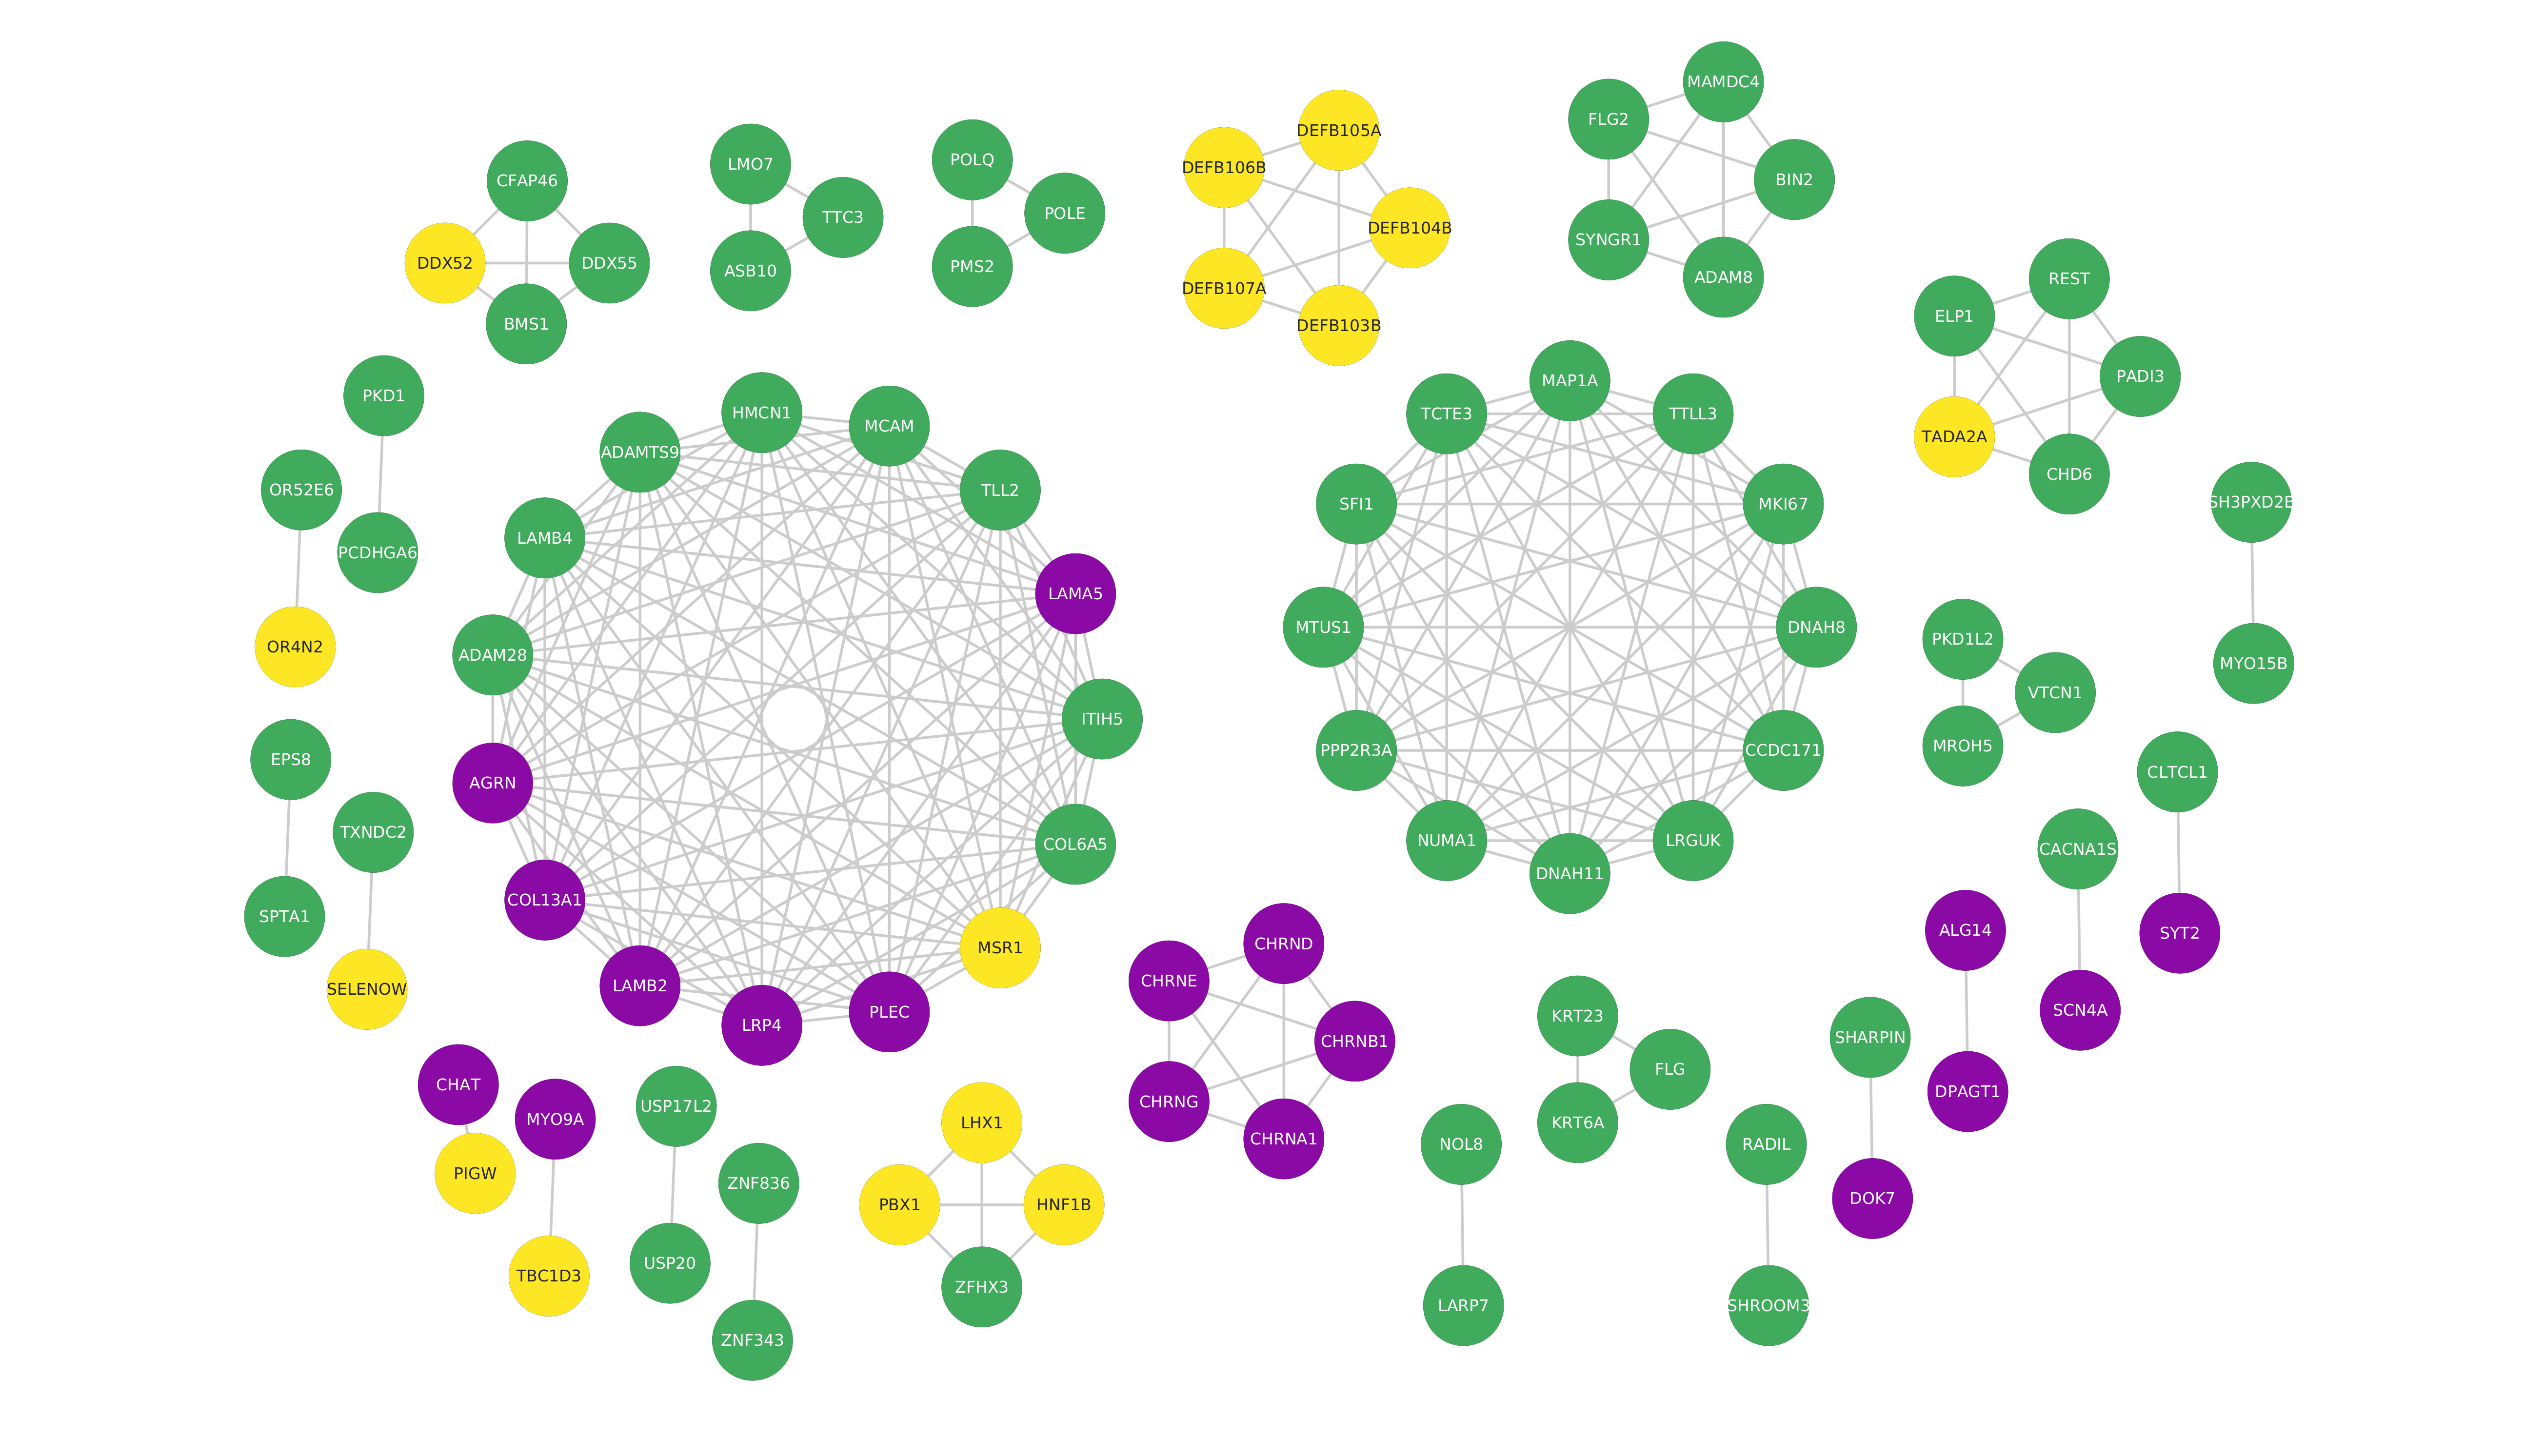 MAMDC4
FLG2
BIN2
SYNGR1
ADAM8
DEFB105A
DEFB106B
DEFB104B
DEFB107A
DEFB103B
POLQ
POLE
PMS2
LMO7
TTC3
ASB10
CFAP46
DDX52
DDX55
BMS1
REST
ELP1
PADI3
TADA2A
CHD6
PKD1
PCDHGA6
OR52E6
OR4N2
HMCN1
MCAM
ADAMTS9
TLL2
LAMB4
LAMA5
ADAM28
ITIH5
AGRN
COL6A5
COL13A1
MSR1
LAMB2
PLEC
LRP4
MAP1A
TCTE3
TTLL3
SFI1
MKI67
MTUS1
DNAH8
PPP2R3A
CCDC171
NUMA1
LRGUK
DNAH11
SH3PXD2B
MYO15B
PKD1L2
VTCN1
MROH5
EPS8
SPTA1
TXNDC2
SELENOW
CLTCL1
SYT2
CACNA1S
SCN4A
ALG14
DPAGT1
CHRND
CHRNE
CHRNB1
CHRNG
CHRNA1
KRT23
FLG
KRT6A
SHARPIN
DOK7
CHAT
PIGW
MYO9A
TBC1D3
USP17L2
USP20
ZNF836
ZNF343
LHX1
PBX1
HNF1B
ZFHX3
NOL8
LARP7
RADIL
SHROOM3